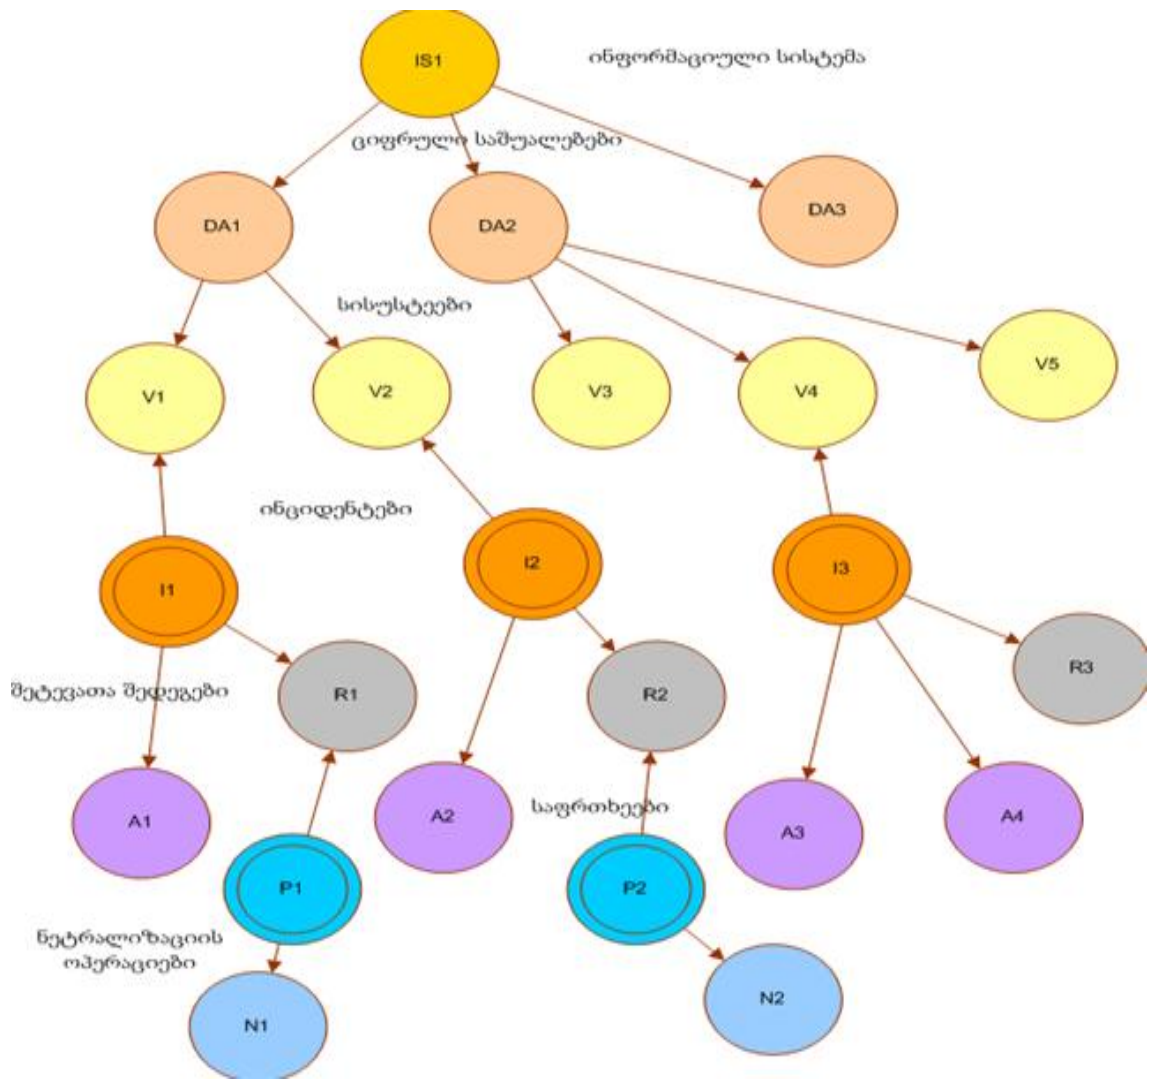 IS1
ინფორმაციული სისტემა
ციფრული საშუალებები
DA1
DA2
DA3
სისუსტეები
V1
V2
V3
V4
V5
ინციდენტები
I1
I2
I3
შეტევათა შედეგები
R1
R2
R3
A1
A2
საფრთხეები
A3
A4
P1
P2
ნეტრალიზაციის
ოპერაციები
N1
N2